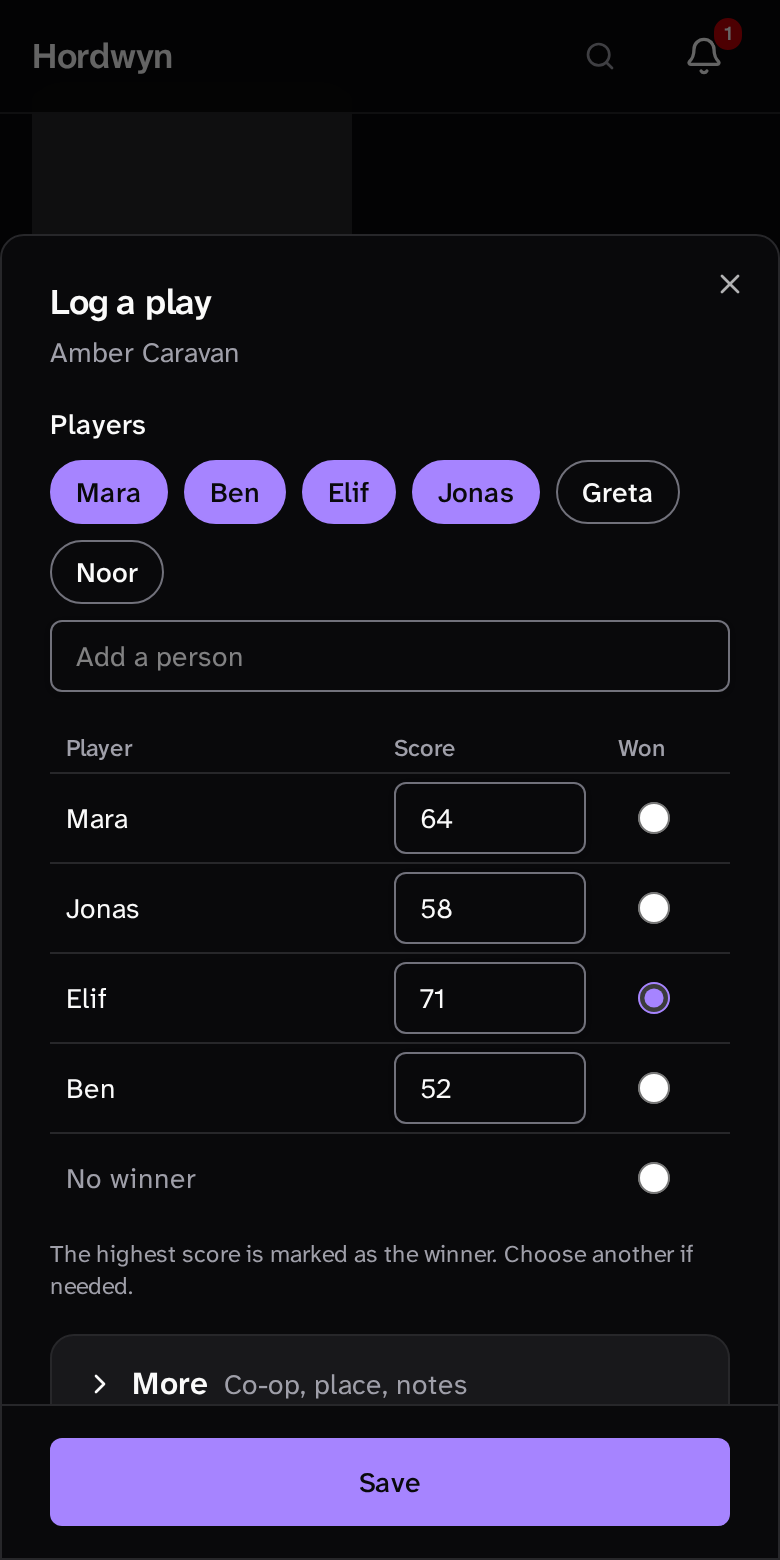 Hordwyn
1
Log a play
Amber Caravan
Players
Mara Ben Elif Jonas Greta
Noor
Add a person
Player Score Won
Mara 64
Jonas 58
Elif 71
Ben 52
No winner
The highest score is marked as the winner. Choose another if
needed.
More Co-op, place, notes
Save